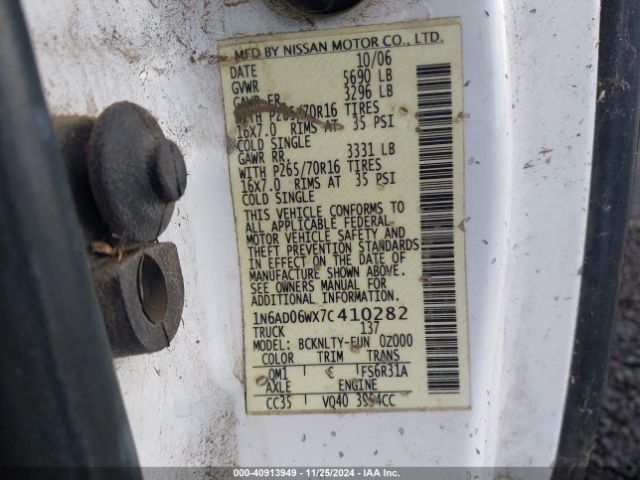 MFD BY NISSAN MOTOR CO., LTD.
DATE 10/06
GVWR 5690 LB
GAWR FR. 3296 LB
WITH P265/70R16 TIRES
16X7.0 RIMS AT 35 PSI
COLD SINGLE
GAWR RR. 3331 LB
WITH P265/70R16 TIRES
16X7.0 RIMS AT 35 PSI
COLD SINGLE
THIS VEHICLE CONFORMS TO
ALL APPLICABLE FEDERAL
MOTOR VEHICLE SAFETY AND
THEFT PREVENTION STANDARDS
IN EFFECT ON THE DATE OF
MANUFACTURE SHOWN ABOVE.
SEE OWNERS MANUAL FOR
ADDITIONAL INFORMATION.
1N6AD06WX7C410282
TRUCK 137
MODEL: BCKNLTY-EUN 0Z000
COLOR TRIM TRANS
QM1 C FS6R31A
AXLE ENGINE
CC35 VQ40 3954CC
000-40913949 - 11/25/2024 - IAA Inc.